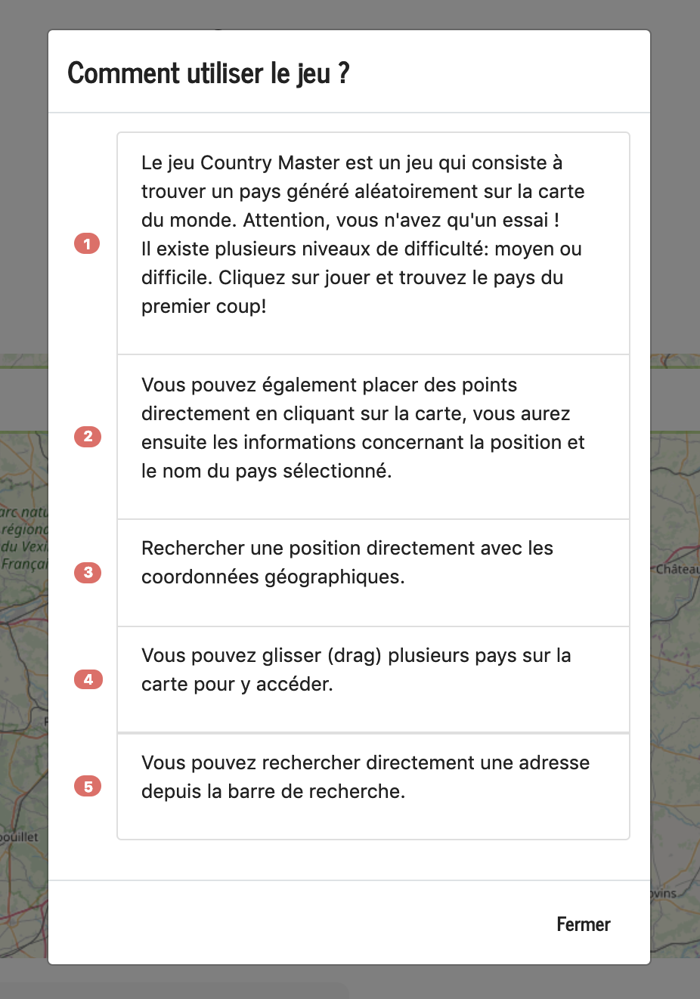 Comment utiliser le jeu ?
1
Le jeu Country Master est un jeu qui consiste à
trouver un pays généré aléatoirement sur la carte
du monde. Attention, vous n'avez qu'un essai !
Il existe plusieurs niveaux de difficulté: moyen ou
difficile. Cliquez sur jouer et trouvez le pays du
premier coup!
2
Vous pouvez également placer des points
directement en cliquant sur la carte, vous aurez
ensuite les informations concernant la position et
le nom du pays sélectionné.
3
Rechercher une position directement avec les
coordonnées géographiques.
4
Vous pouvez glisser (drag) plusieurs pays sur la
carte pour y accéder.
5
Vous pouvez rechercher directement une adresse
depuis la barre de recherche.
Fermer
arc natu
régiona
du Vexi
Françai
Château
bouillet
ovins